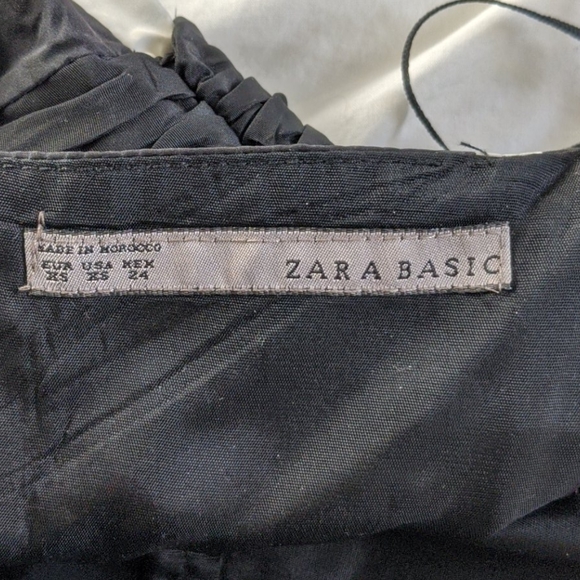 MADE IN MOROCCO
EUR USA MEX
XS XS 24
ZARA BASIC